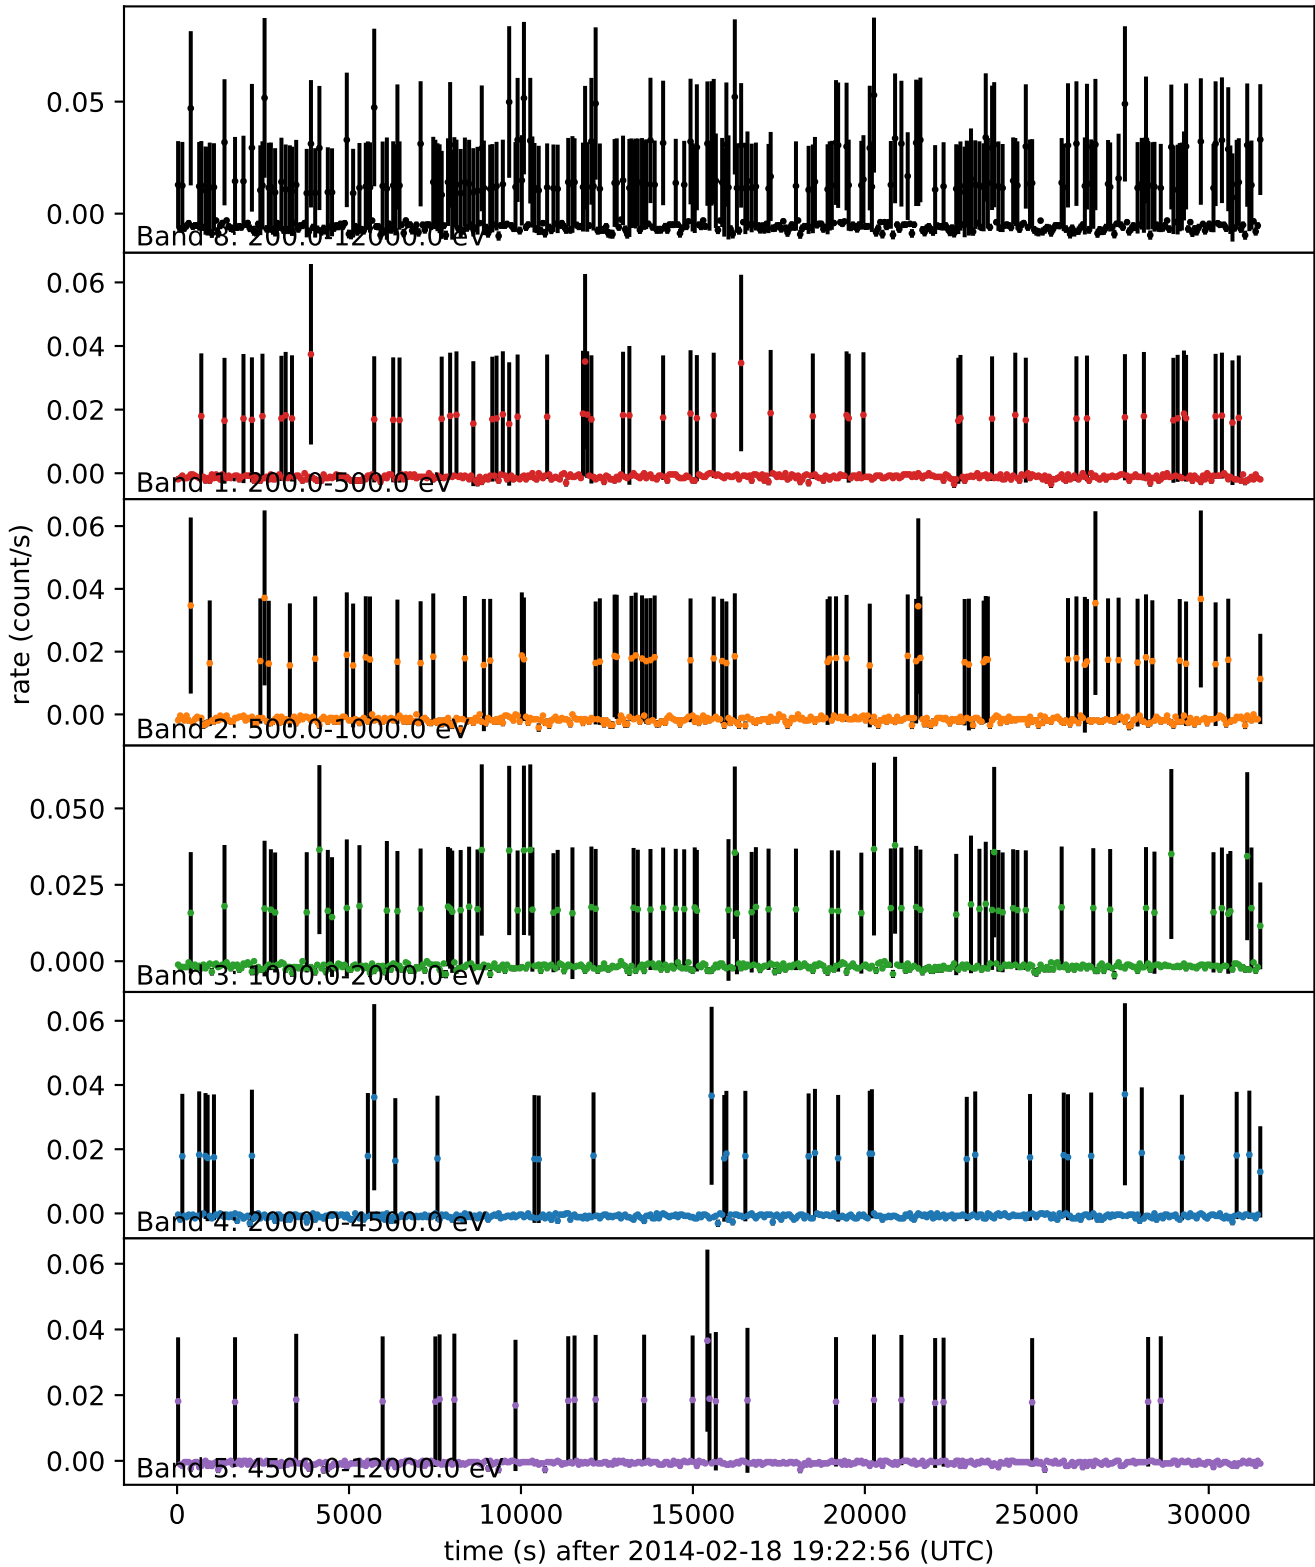 0.05
0.00
Band 8: 200.0-12000.0 eV
0.06
0.04
0.02
0.00
Band 1: 200.0-500.0 eV
rate (count/s)
0.06
0.04
0.02
0.00
Band 2: 500.0-1000.0 eV
0.050
0.025
0.000
Band 3: 1000.0-2000.0 eV
0.06
0.04
0.02
0.00
Band 4: 2000.0-4500.0 eV
0.06
0.04
0.02
0.00
Band 5: 4500.0-12000.0 eV
0 5000 10000 15000 20000 25000 30000
time (s) after 2014-02-18 19:22:56 (UTC)